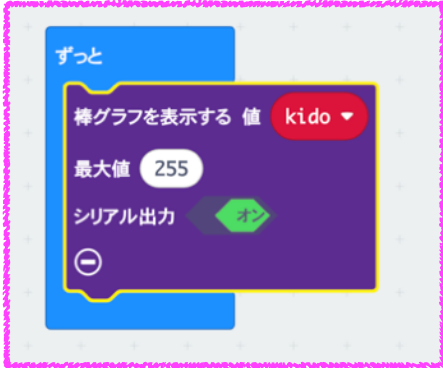 ずっと
棒グラフを表示する 値 kido
最大値 255
シリアル出力 オン